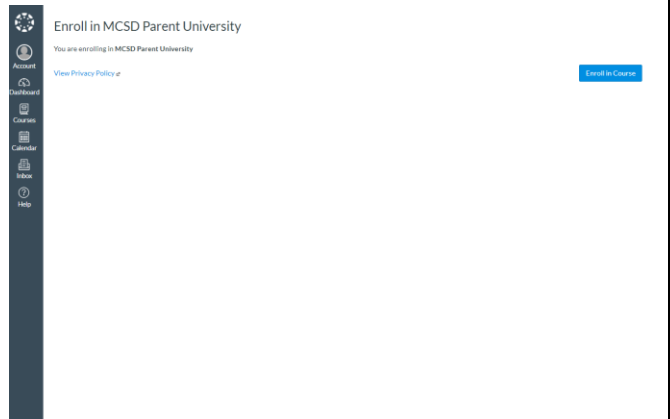 Enroll in MCSD Parent University
You are enrolling in MCSD Parent University
View Privacy Policy
Enroll in Course
Account
Dashboard
Courses
Calendar
Inbox
Help